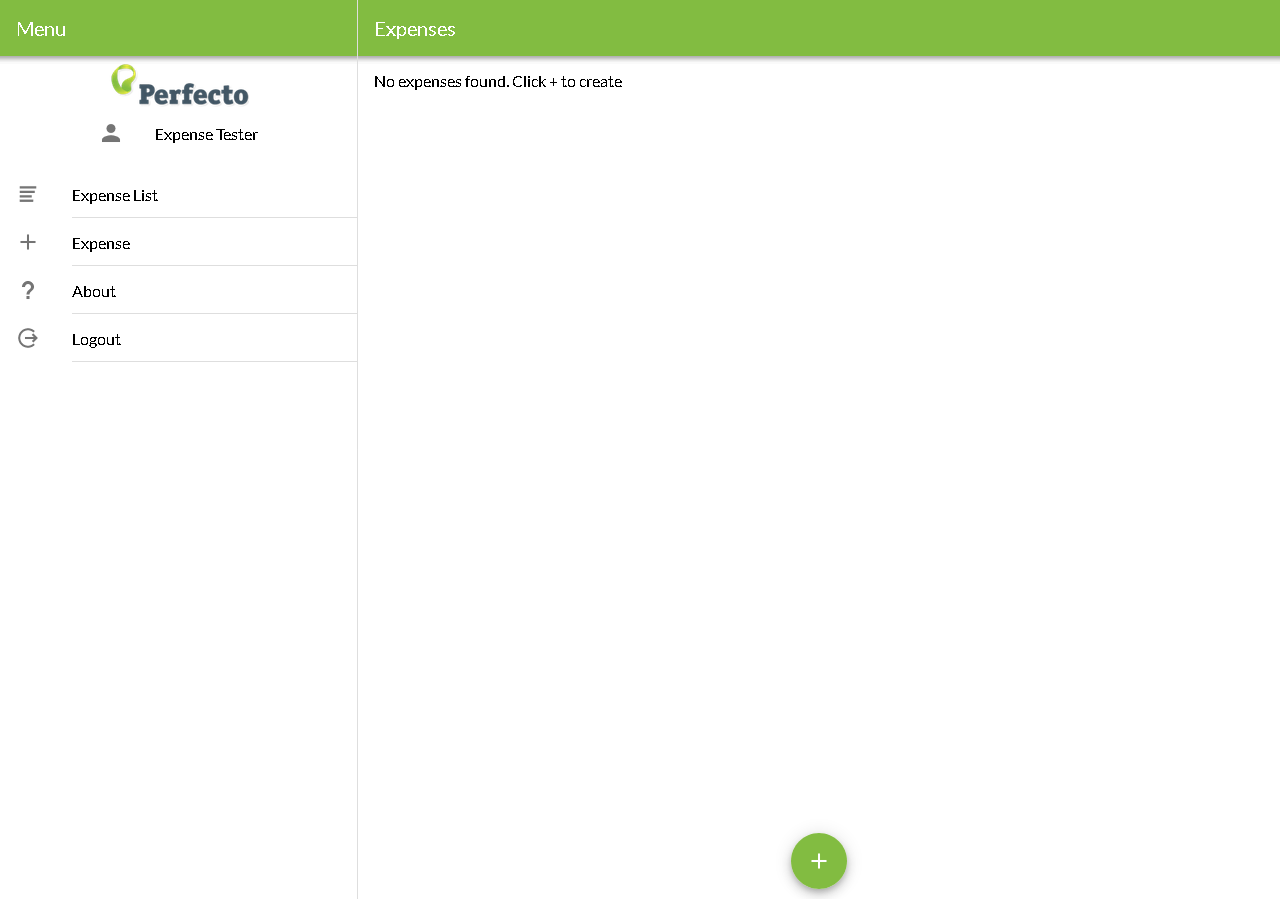 Menu
Expenses
Perfecto
Expense Tester
Expense List
Expense
About
Logout
No expenses found. Click + to create